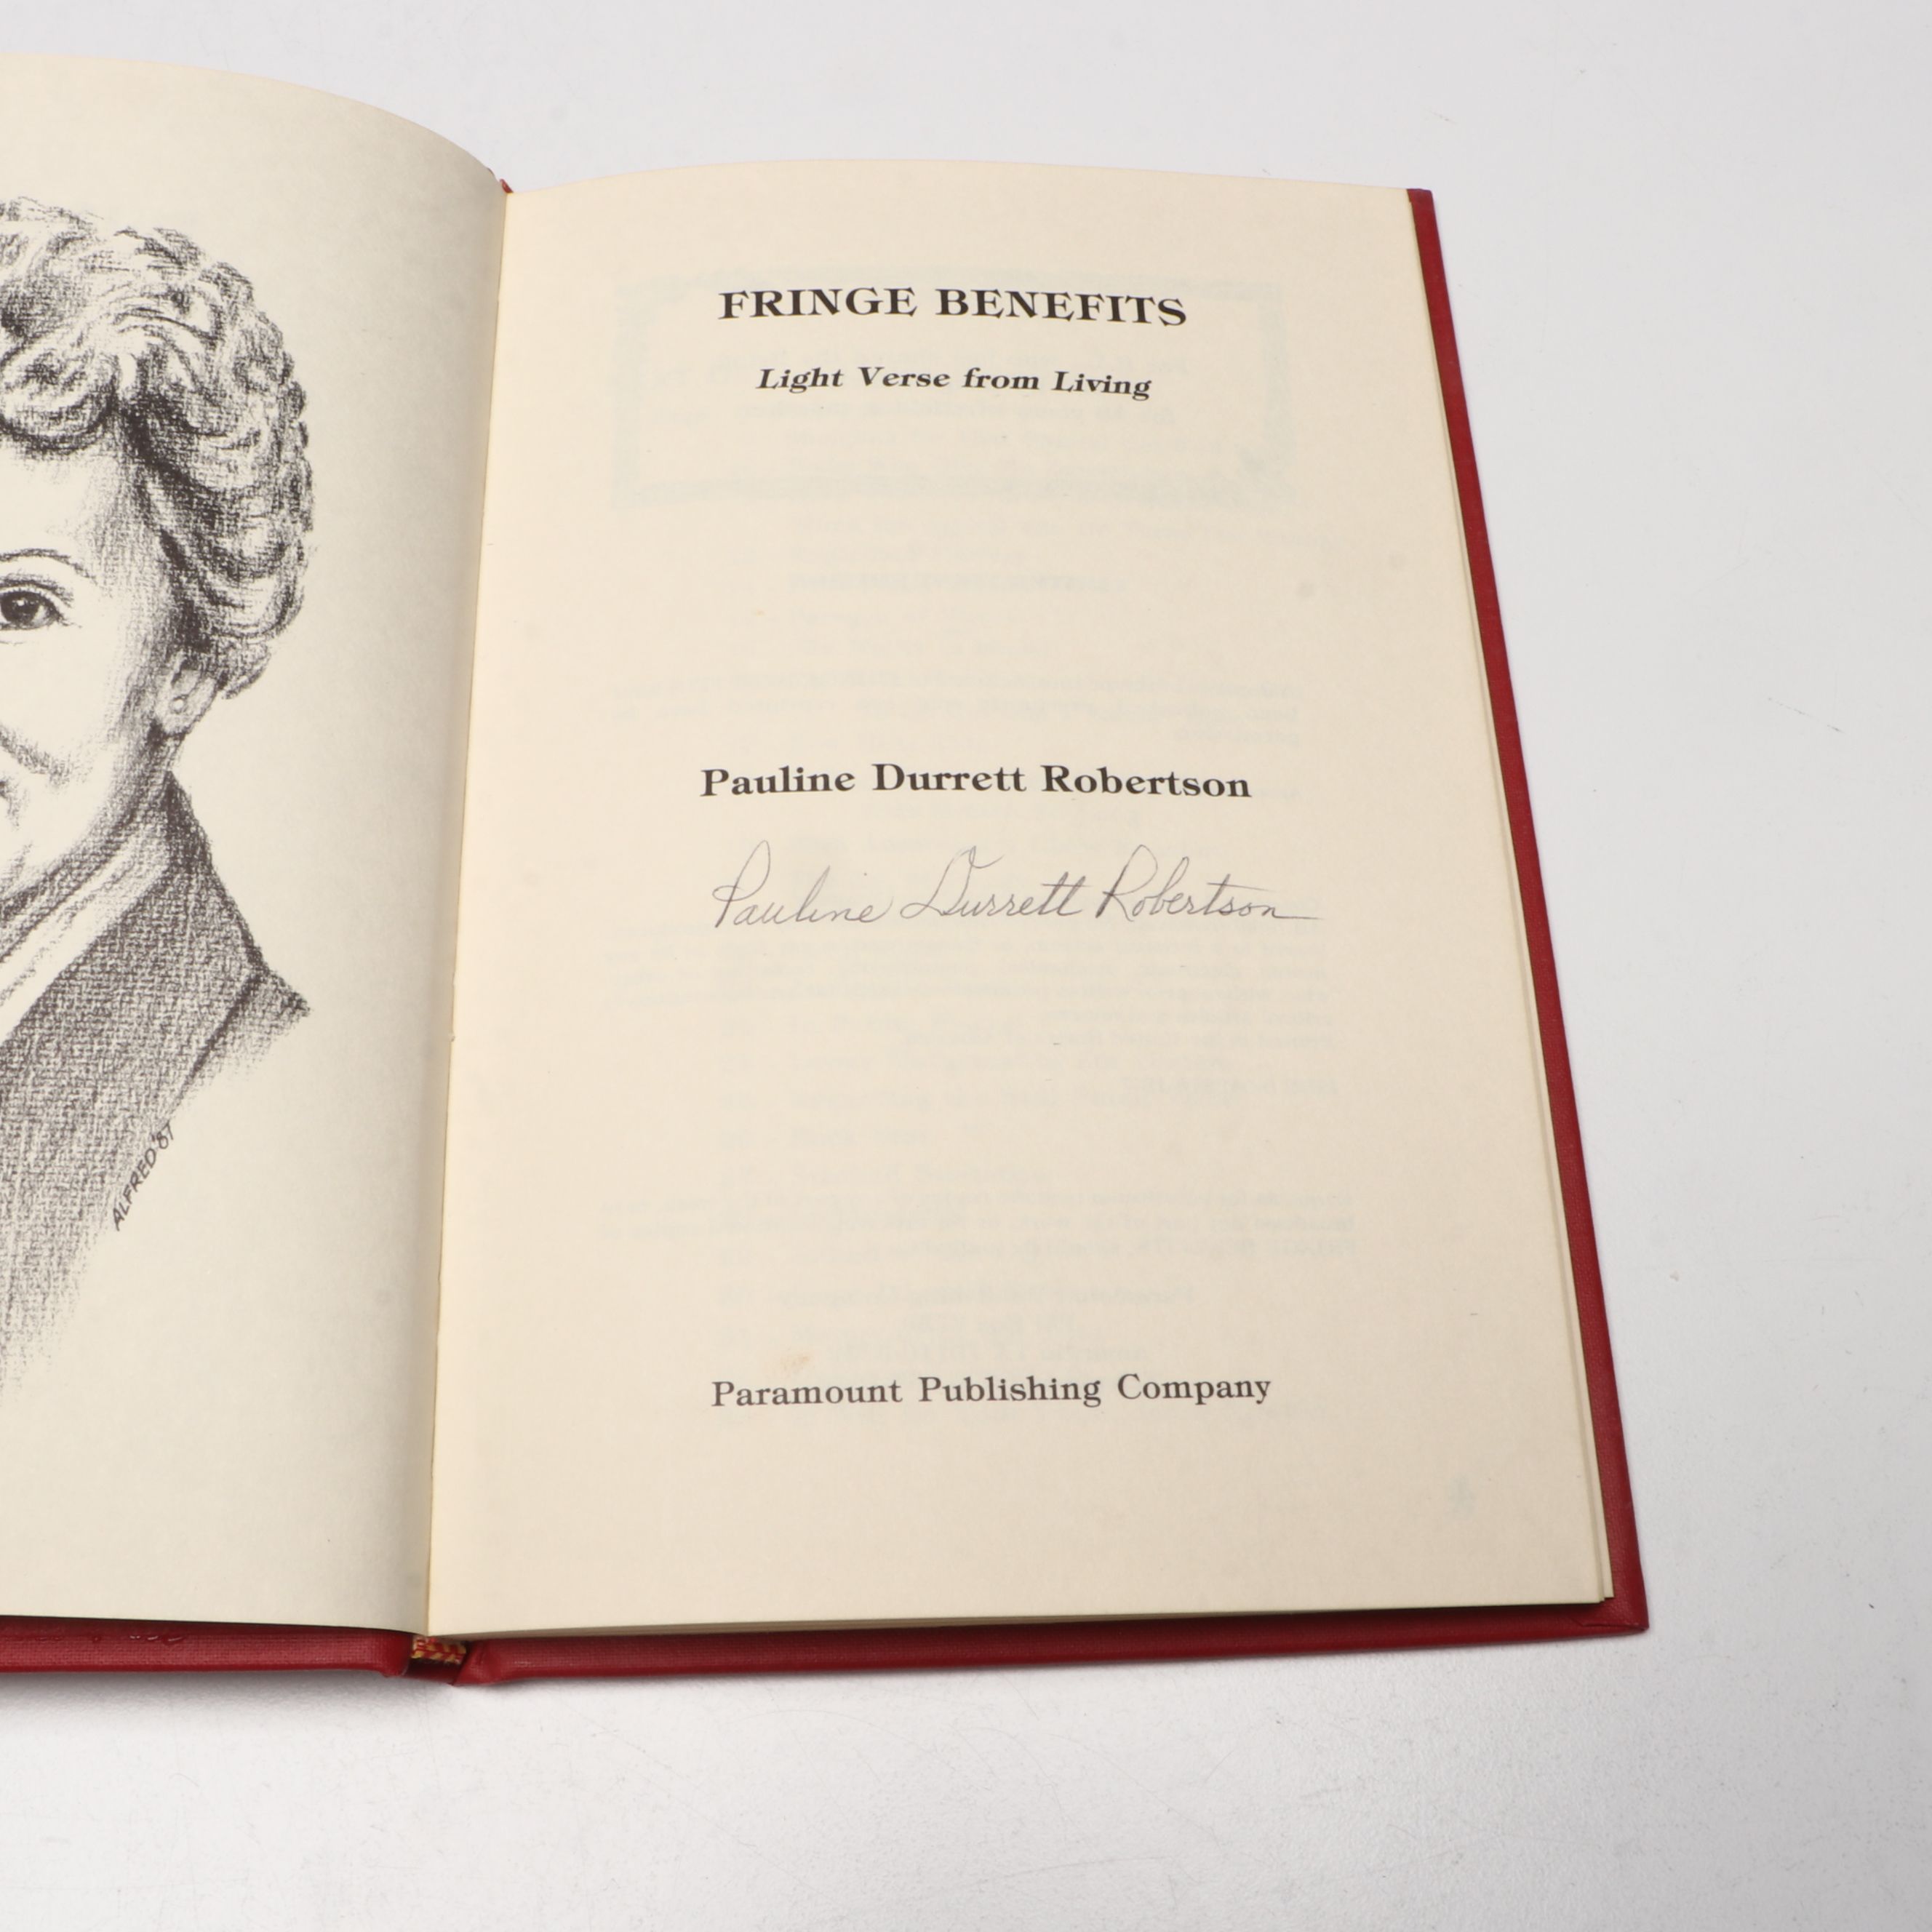 ALFRED '87
FRINGE BENEFITS
Light Verse from Living
Pauline Durrett Robertson
Pauline Durrett Robertson
Paramount Publishing Company